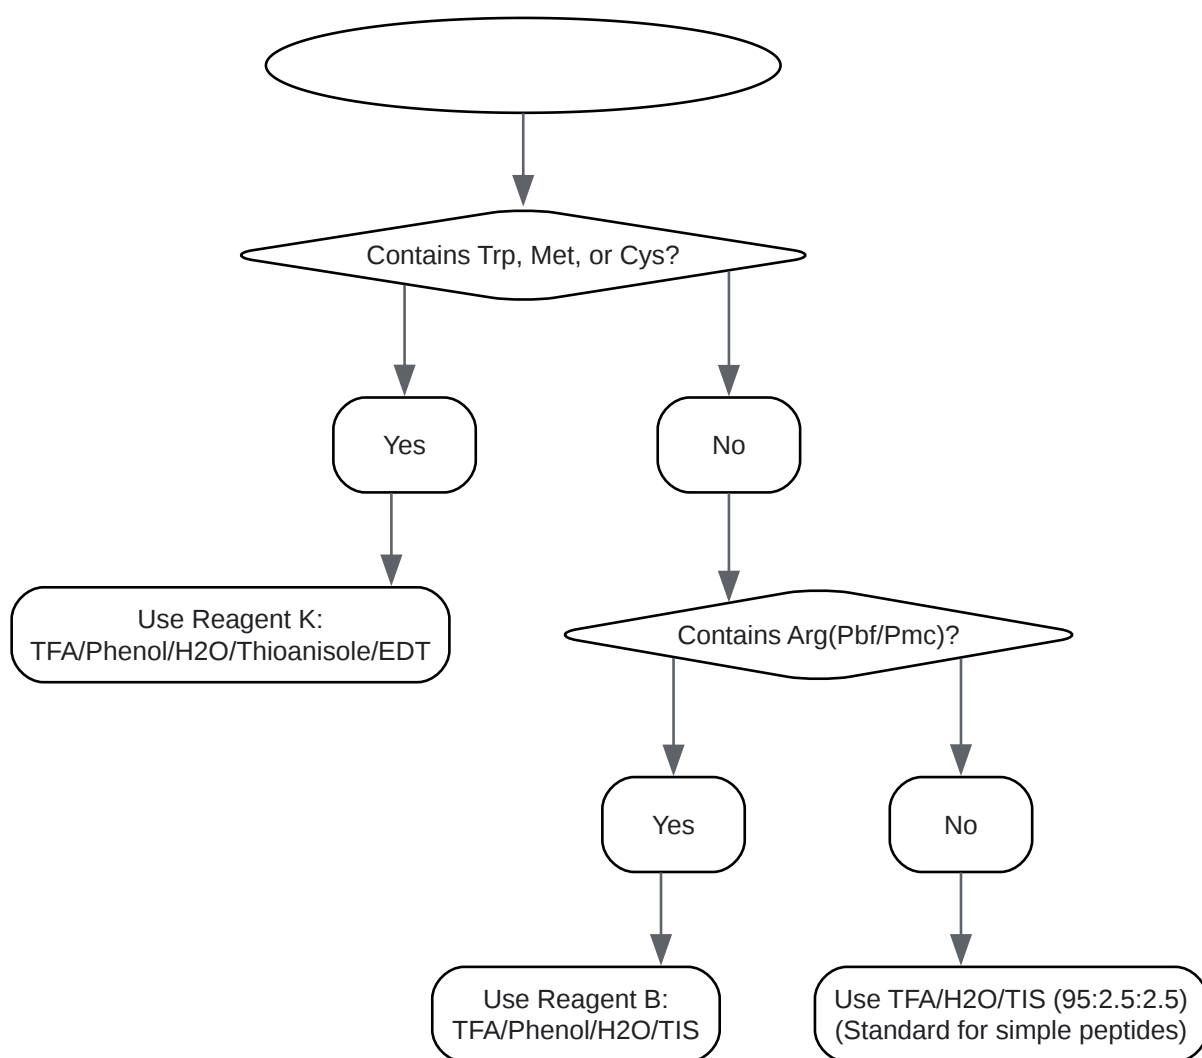 Contains Trp, Met, or Cys?
Yes
No
Use Reagent K:
TFA/Phenol/H2O/Thioanisole/EDT
Contains Arg(Pbf/Pmc)?
Yes
No
Use Reagent B:
TFA/Phenol/H2O/TIS
Use TFA/H2O/TIS (95:2.5:2.5)
(Standard for simple peptides)